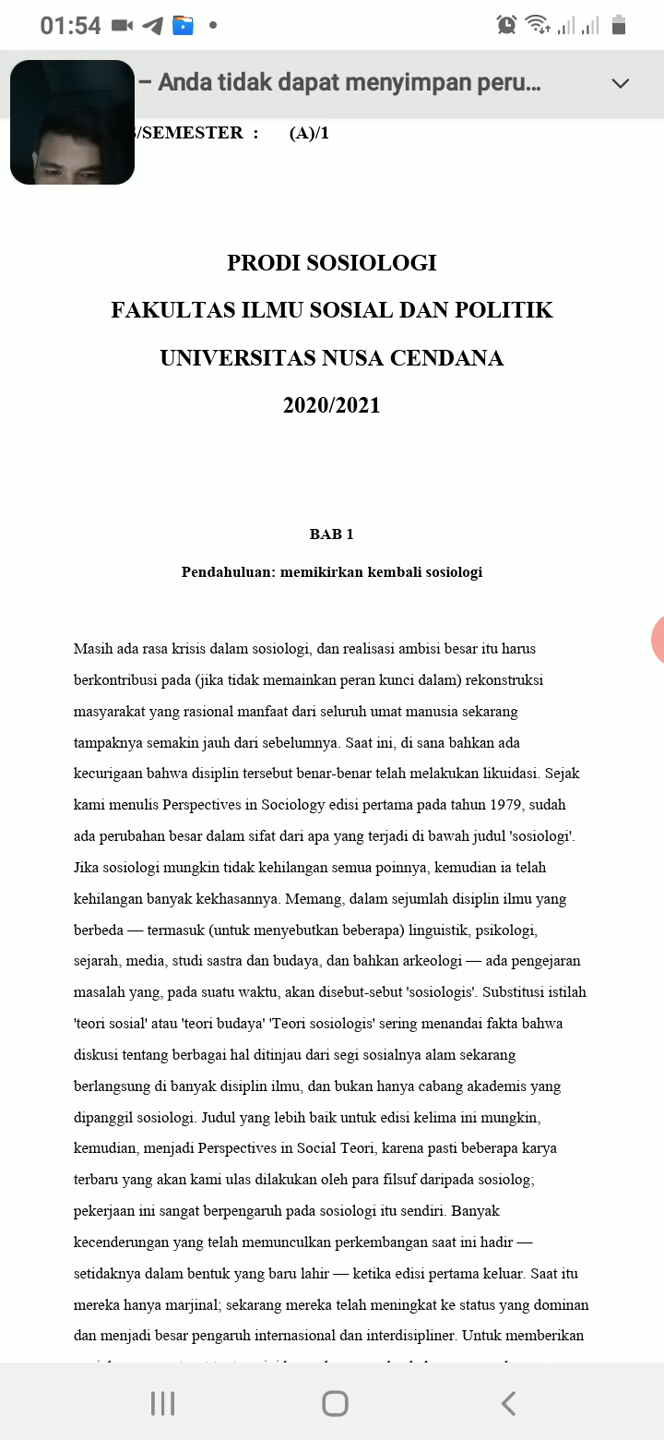 01:54
– Anda tidak dapat menyimpan peru...
/SEMESTER : (A)/1
PRODI SOSIOLOGI
FAKULTAS ILMU SOSIAL DAN POLITIK
UNIVERSITAS NUSA CENDANA
2020/2021
BAB 1
Pendahuluan: memikirkan kembali sosiologi
Masih ada rasa krisis dalam sosiologi, dan realisasi ambisi besar itu harus
berkontribusi pada (jika tidak memainkan peran kunci dalam) rekonstruksi
masyarakat yang rasional manfaat dari seluruh umat manusia sekarang
tampaknya semakin jauh dari sebelumnya. Saat ini, di sana bahkan ada
kecurigaan bahwa disiplin tersebut benar-benar telah melakukan likuidasi. Sejak
kami menulis Perspectives in Sociology edisi pertama pada tahun 1979, sudah
ada perubahan besar dalam sifat dari apa yang terjadi di bawah judul 'sosiologi'.
Jika sosiologi mungkin tidak kehilangan semua poinnya, kemudian ia telah
kehilangan banyak kekhasannya. Memang, dalam sejumlah disiplin ilmu yang
berbeda — termasuk (untuk menyebutkan beberapa) linguistik, psikologi,
sejarah, media, studi sastra dan budaya, dan bahkan arkeologi — ada pengejaran
masalah yang, pada suatu waktu, akan disebut-sebut 'sosiologis'. Substitusi istilah
'teori sosial' atau 'teori budaya' 'Teori sosiologis' sering menandai fakta bahwa
diskusi tentang berbagai hal ditinjau dari segi sosialnya alam sekarang
berlangsung di banyak disiplin ilmu, dan bukan hanya cabang akademis yang
dipanggil sosiologi. Judul yang lebih baik untuk edisi kelima ini mungkin,
kemudian, menjadi Perspectives in Social Teori, karena pasti beberapa karya
terbaru yang akan kami ulas dilakukan oleh para filsuf daripada sosiolog;
pekerjaan ini sangat berpengaruh pada sosiologi itu sendiri. Banyak
kecenderungan yang telah memunculkan perkembangan saat ini hadir —
setidaknya dalam bentuk yang baru lahir — ketika edisi pertama keluar. Saat itu
mereka hanya marjinal; sekarang mereka telah meningkat ke status yang dominan
dan menjadi besar pengaruh internasional dan interdisipliner. Untuk memberikan